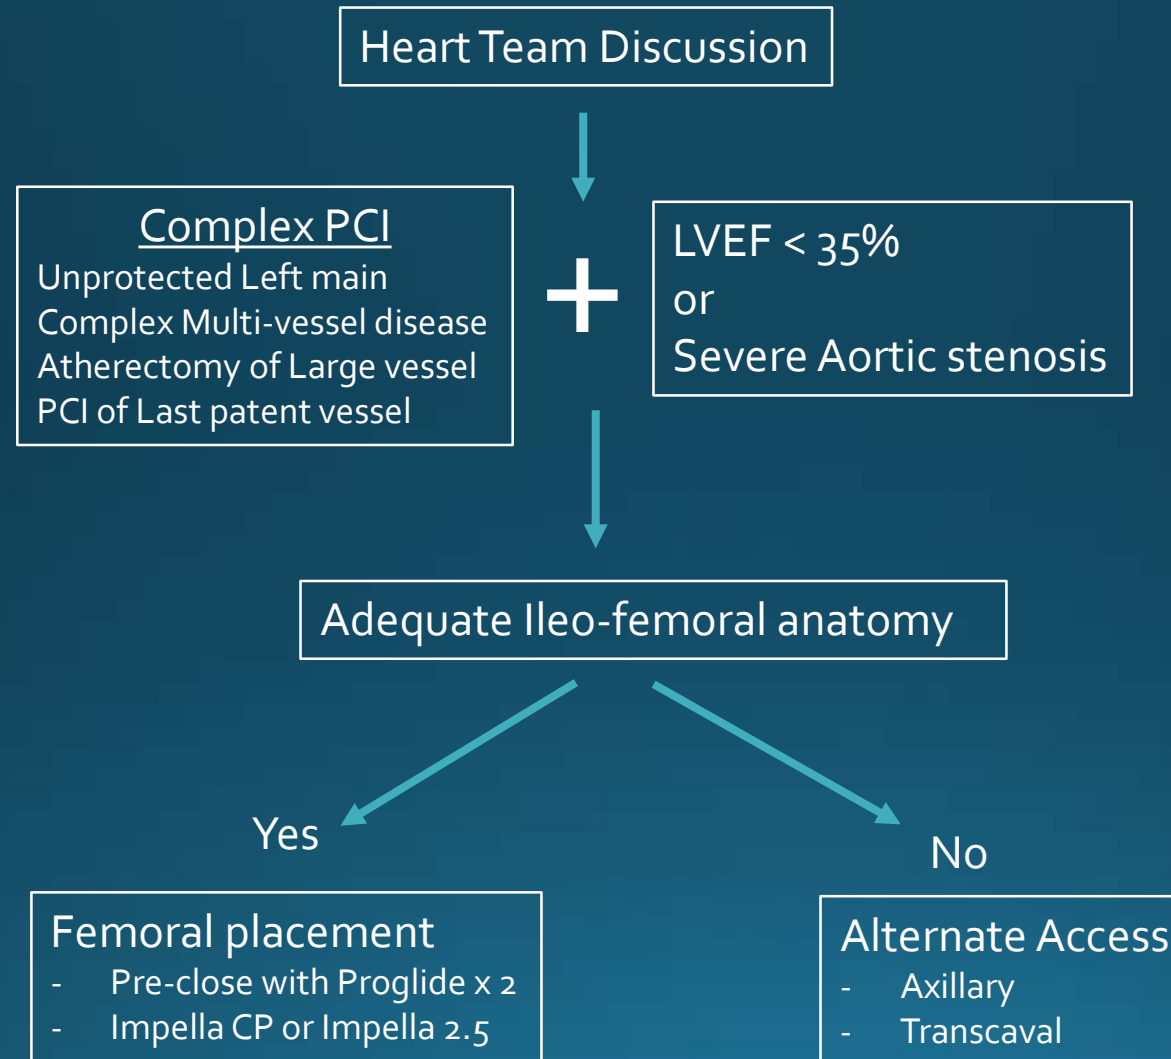 Heart Team Discussion
Complex PCI
Unprotected Left main
Complex Multi-vessel disease
Atherectomy of Large vessel
PCI of Last patent vessel
+
LVEF < 35%
or
Severe Aortic stenosis
Adequate Ileo-femoral anatomy
Yes
Femoral placement
- Pre-close with Proglide x 2
- Impella CP or Impella 2.5
No
Alternate Access
- Axillary
- Transcaval